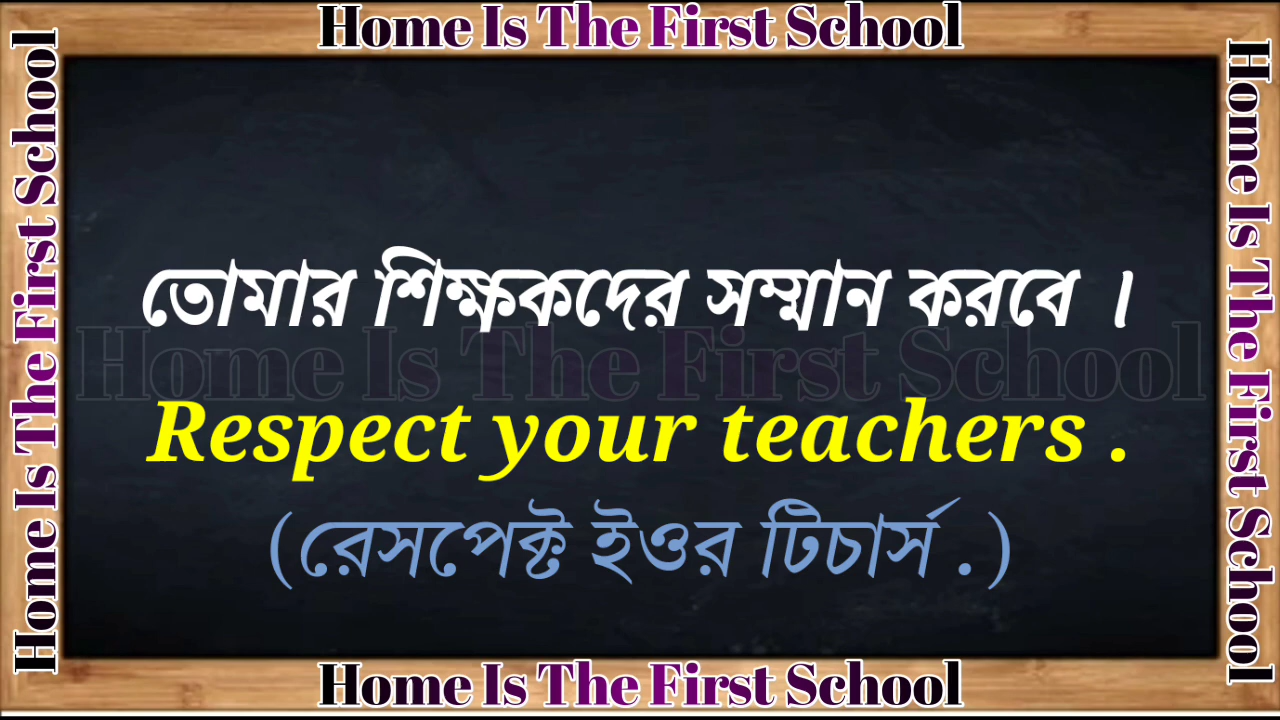 Home Is The First School
Home Is The First School
Home Is The First School
তোমার শিক্ষকদের সম্মান করবে ।
Home Is The First School
Respect your teachers .
(রেসপেক্ট ইওর টিচার্স .)
Home Is The First School